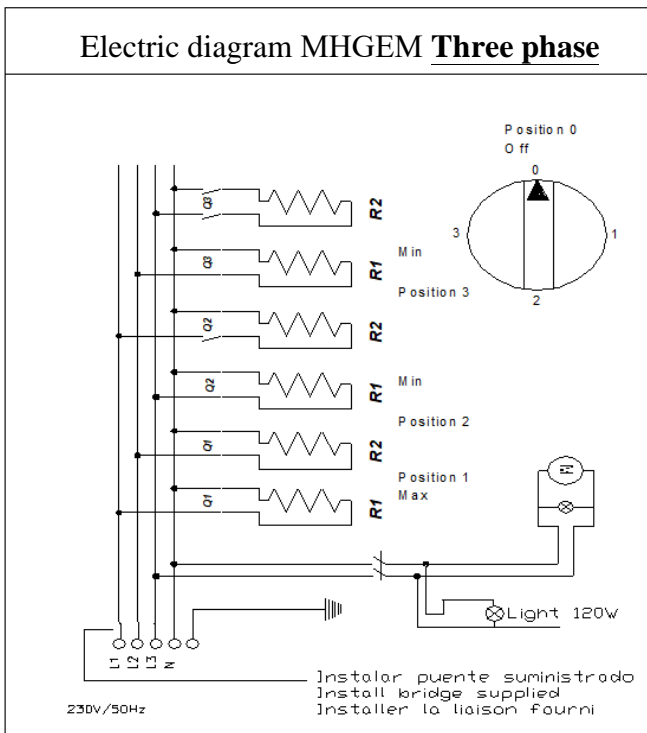 Electric diagram MHGEM Three phase
Position 0
Off
0
3
1
2
Q3
R2
Q3
R1
Min
Position 3
Q2
R2
Q2
R1
Min
Position 2
Q1
R2
Position 1
Max
Q1
R1
M
Light 120W
L1
L2
L3
N
Instalar puente suministrado
Install bridge supplied
Installer la liaison fourni
230V/50Hz